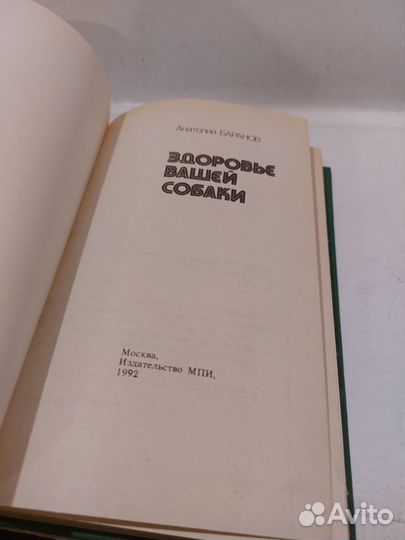 Анатолий БАРАНОВ
ЗДОРОВЬЕ
ВАШЕЙ
СОБАКИ
Москва,
Издательство МПИ,
1992
Avito